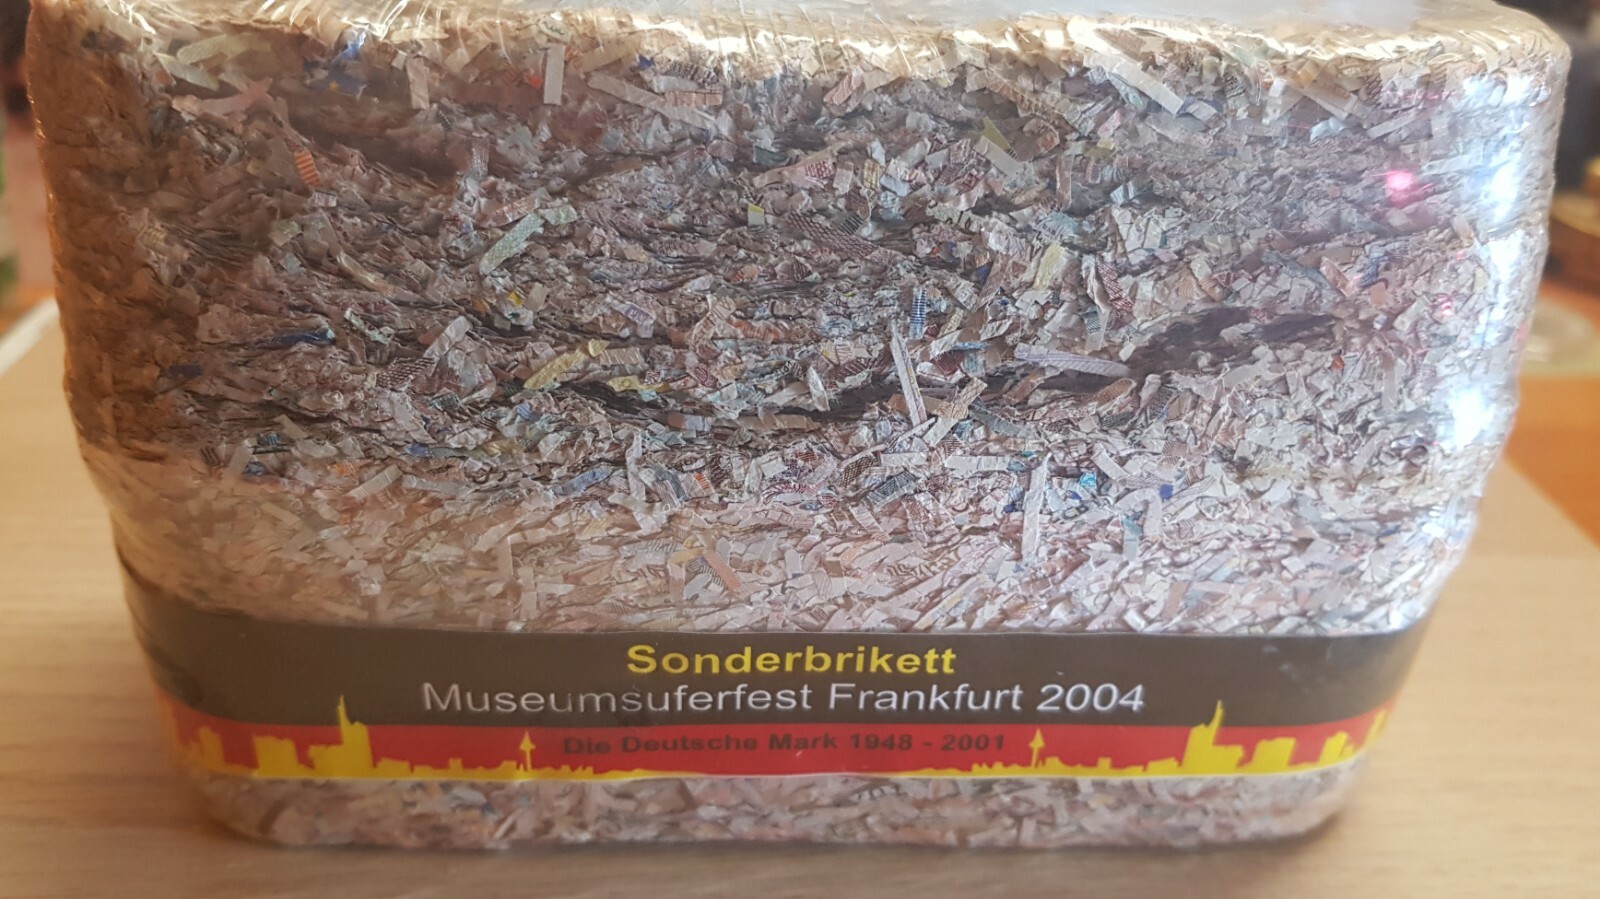 Sonderbrikett
Museumsuferfest Frankfurt 2004
Die Deutsche Mark 1948 - 2001